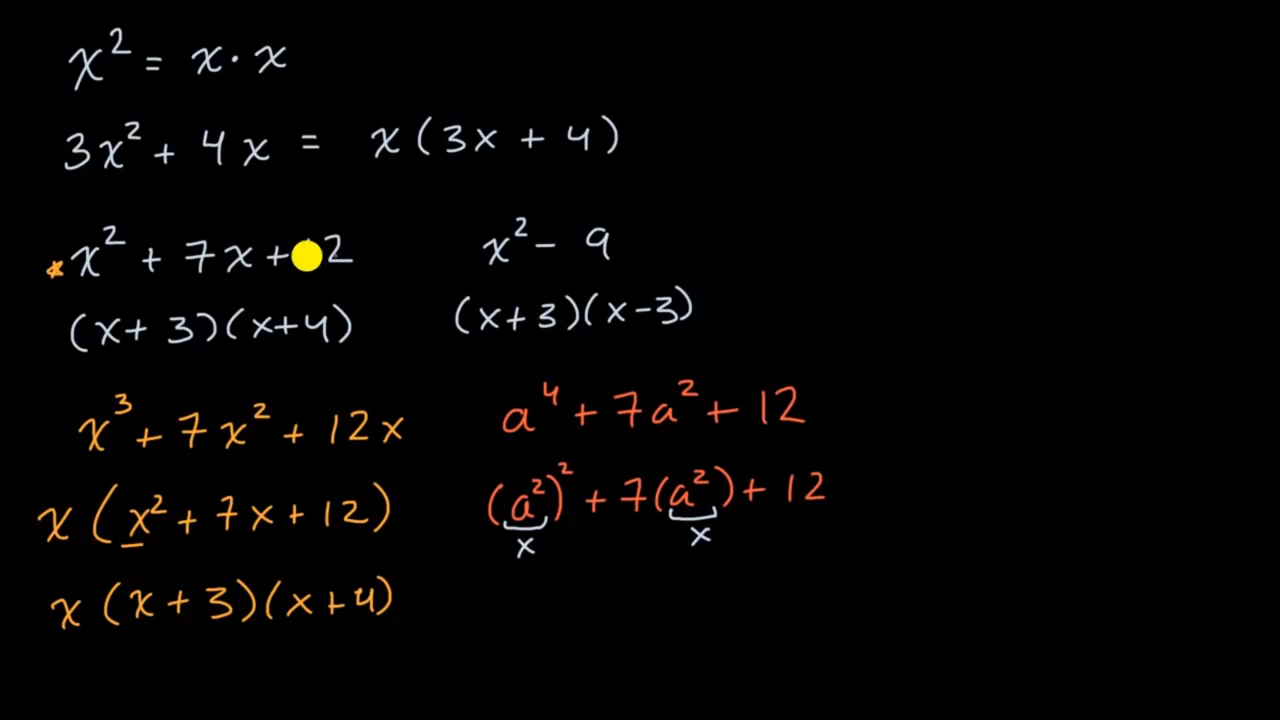 x² = x · x
3x² + 4x = x(3x + 4)
x² + 7x + 2
(x + 3)(x + 4)
x² - 9
(x + 3)(x - 3)
x³ + 7x² + 12x
x(x² + 7x + 12)
x(x + 3)(x + 4)
a⁴ + 7a² + 12
(a²)² + 7(a²) + 12
x x